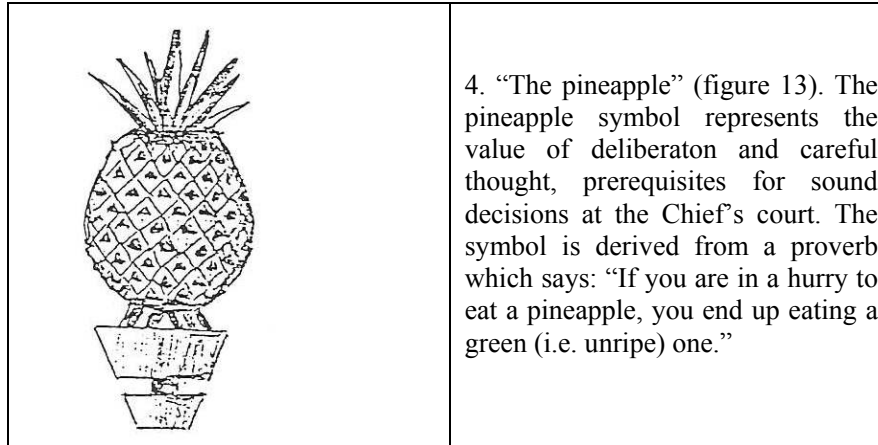 4. “The pineapple” (figure 13). The
pineapple symbol represents the
value of deliberaton and careful
thought, prerequisites for sound
decisions at the Chief’s court. The
symbol is derived from a proverb
which says: “If you are in a hurry to
eat a pineapple, you end up eating a
green (i.e. unripe) one.”